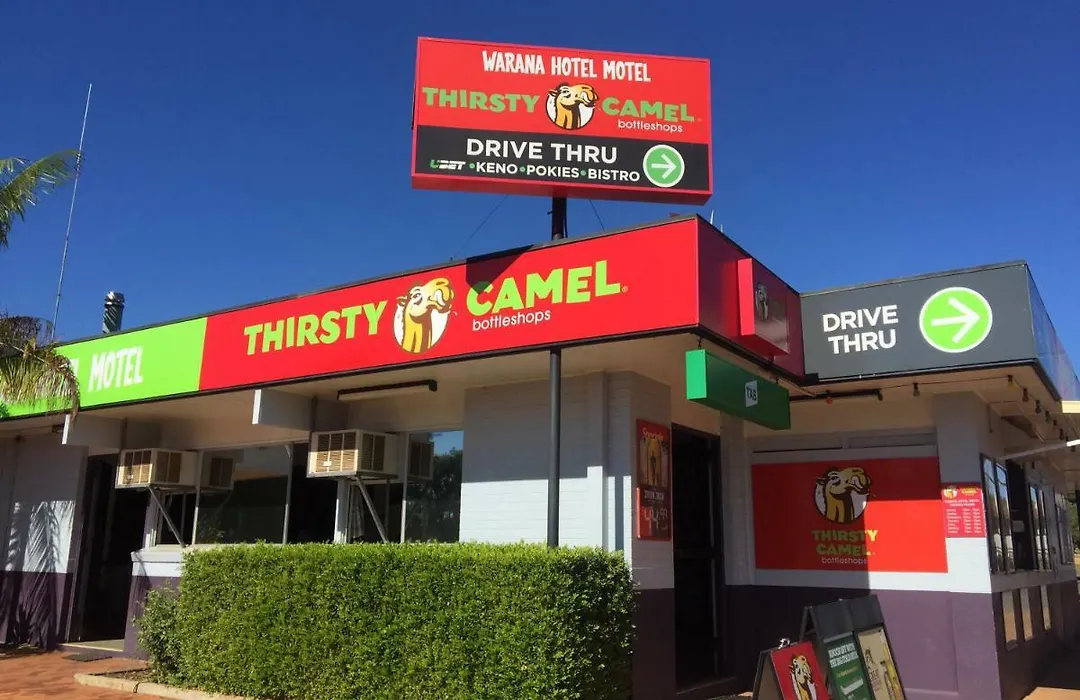 WARANA HOTEL MOTEL
THIRSTY CAMEL
bottleshops
DRIVE THRU
UBET •KENO•POKIES•BISTRO
MOTEL
THIRSTY CAMEL
bottleshops
DRIVE
THRU
TAB
THIRSTY
CAMEL
bottleshops